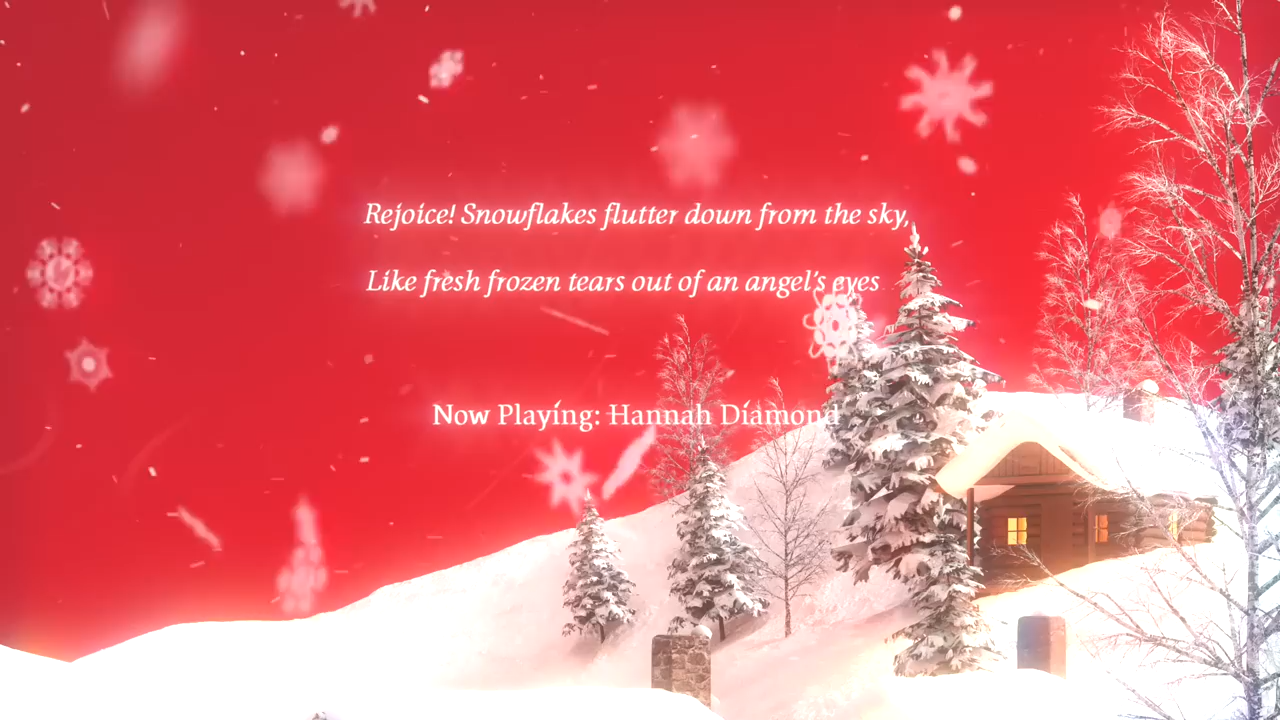 Rejoice! Snowflakes flutter down from the sky,
Like fresh frozen tears out of an angel's eyes
Now Playing: Hannah Diamond